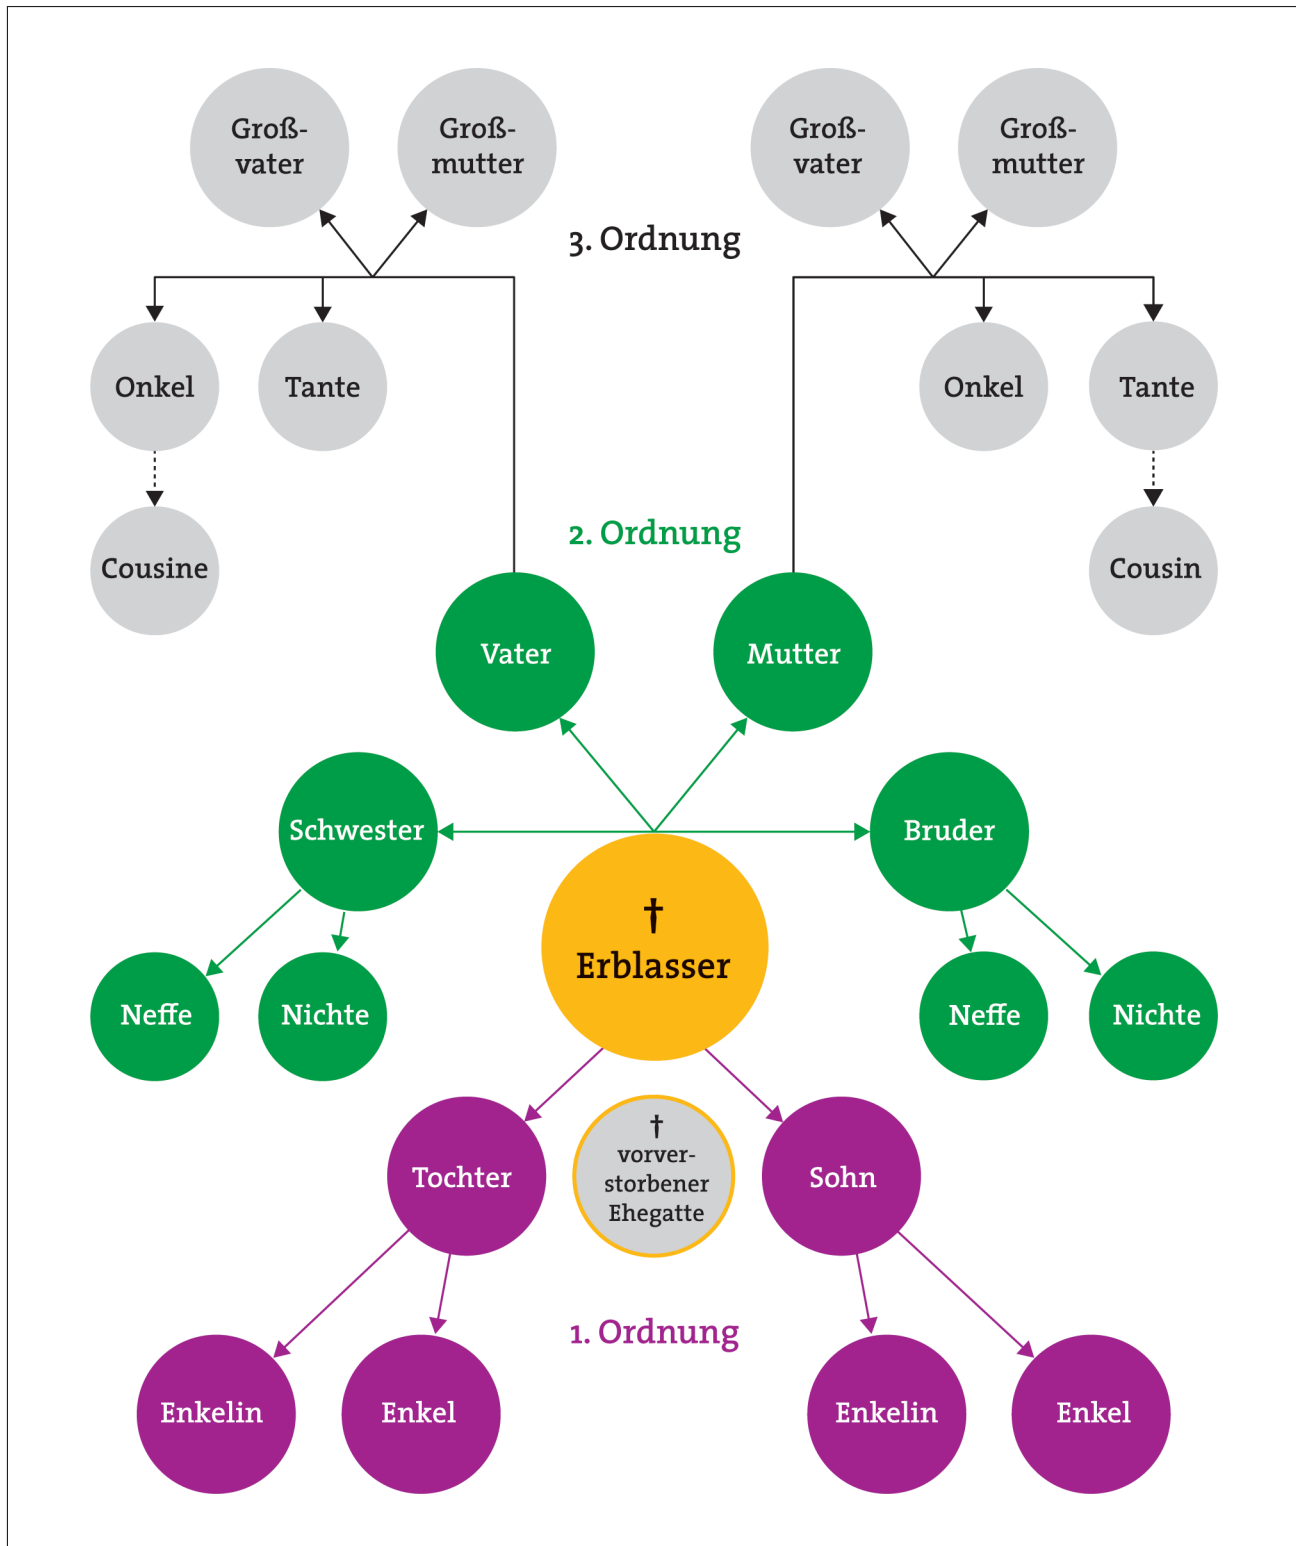 Groß-
vater
Groß-
mutter
Groß-
vater
Groß-
mutter
3. Ordnung
Onkel
Tante
Onkel
Tante
Cousine
2. Ordnung
Cousin
Vater
Mutter
Schwester
Bruder
†
Erblasser
Neffe
Nichte
Neffe
Nichte
Tochter
†
vorver-
storbener
Ehegatte
Sohn
1. Ordnung
Enkelin
Enkel
Enkelin
Enkel